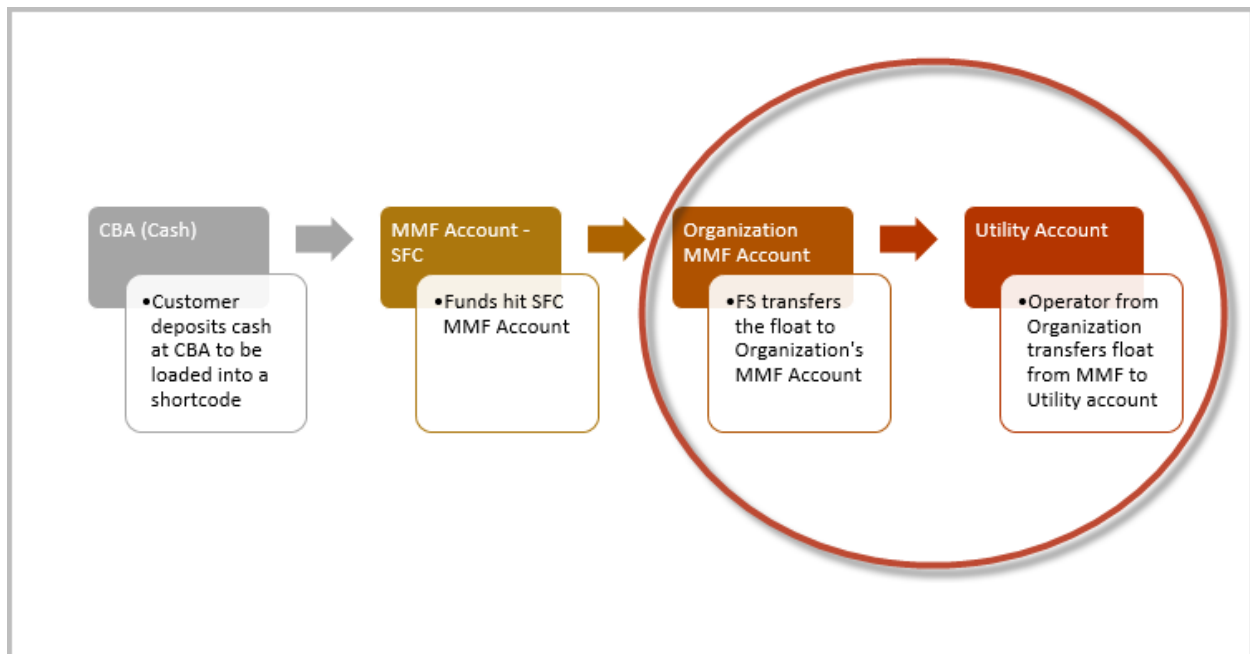 CBA (Cash)
•Customer
deposits cash
at CBA to be
loaded into a
shortcode
MMF Account -
SFC
•Funds hit SFC
MMF Account
Organization
MMF Account
•FS transfers
the float to
Organization's
MMF Account
Utility Account
•Operator from
Organization
transfers float
from MMF to
Utility account